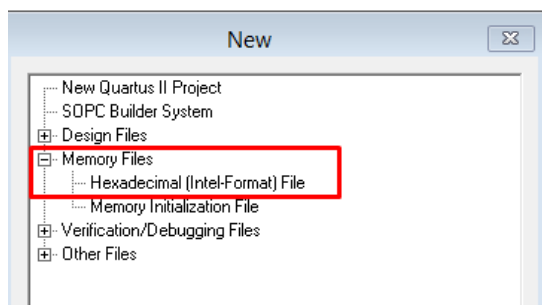 New
New Quartus II Project
SOPC Builder System
Design Files
Memory Files
Hexadecimal (Intel-Format) File
Memory Initialization File
Verification/Debugging Files
Other Files